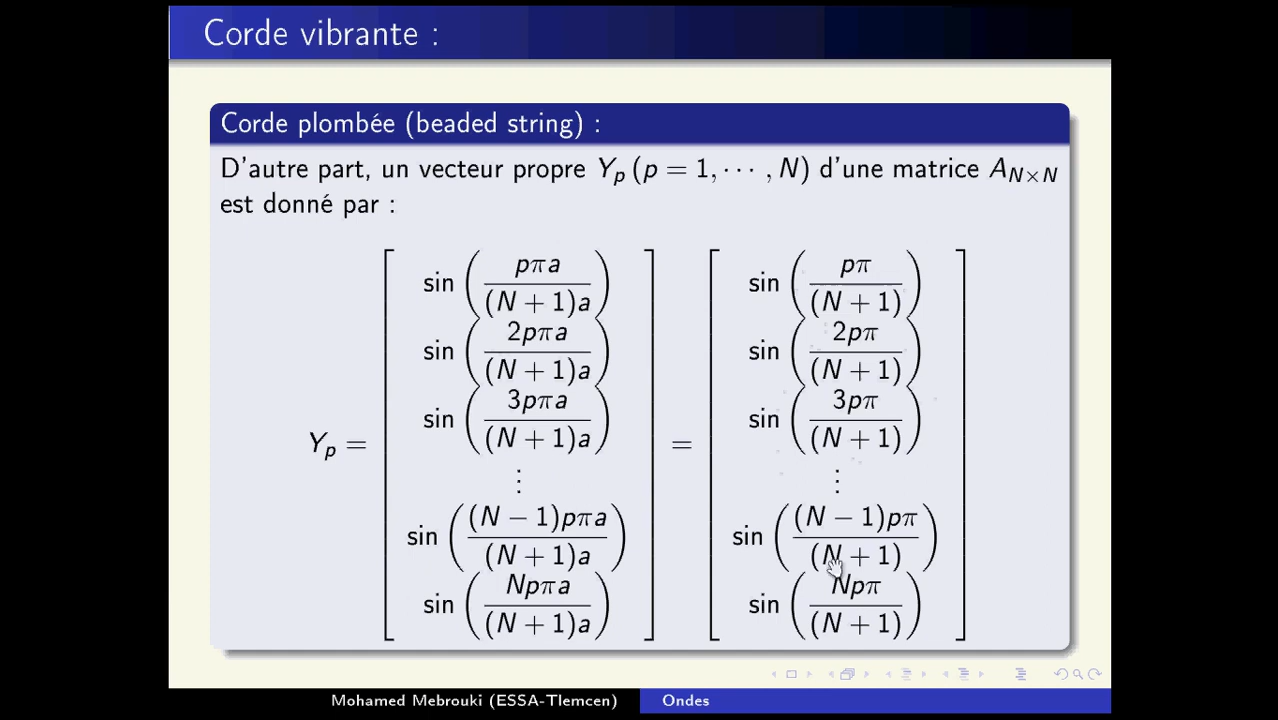 Corde vibrante :
Corde plombée (beaded string) :
D'autre part, un vecteur propre Y_p (p = 1, ⋯ , N) d'une matrice A_{N×N}
est donné par :
Y_p = [ sin(pπa / (N + 1)a) ] = [ sin(pπ / (N + 1)) ]
sin(2pπa / (N + 1)a) sin(2pπ / (N + 1))
sin(3pπa / (N + 1)a) sin(3pπ / (N + 1))
⋮ ⋮
sin((N − 1)pπa / (N + 1)a) sin((N − 1)pπ / (N + 1))
sin(Npπa / (N + 1)a) sin(Npπ / (N + 1))
Mohamed Mebrouki (ESSA-Tlemcen) Ondes